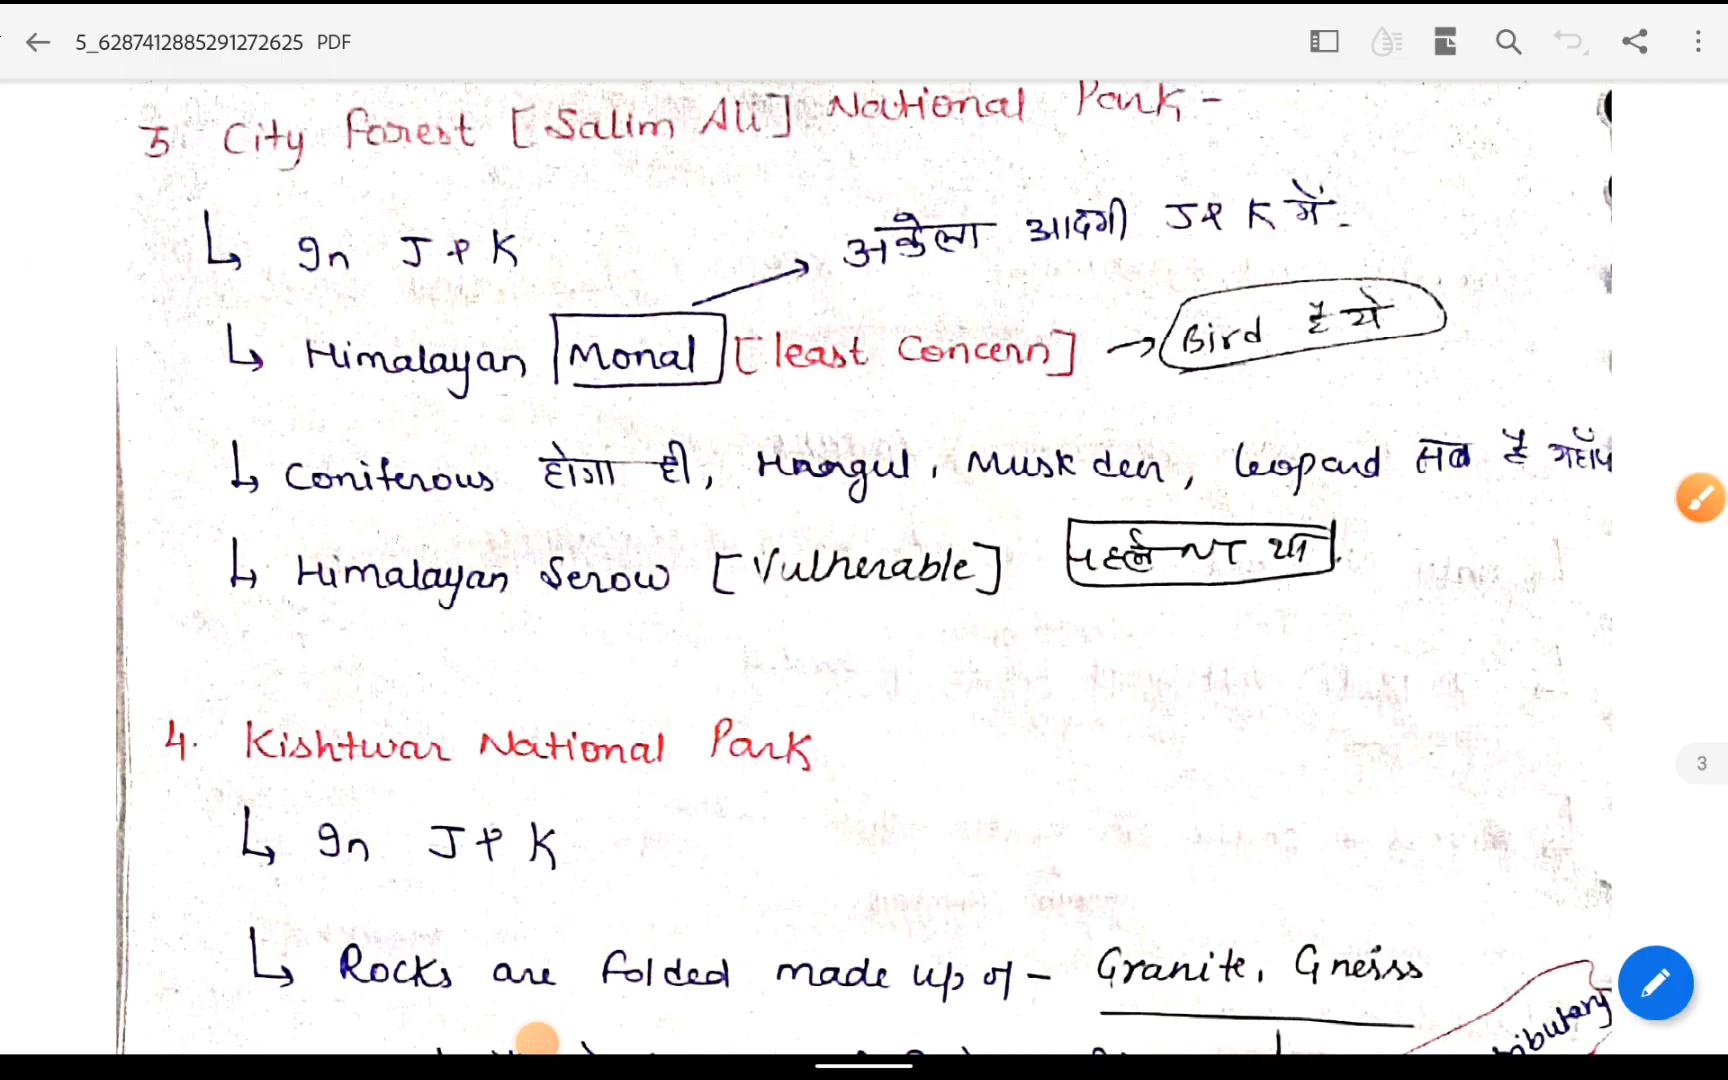 5_6287412885291272625 PDF
3 City Forest [Salim Ali] National Park -
In J & K
अकेला आदमी J & K में.
Himalayan Monal [least Concern] → Bird है ये
Coniferous होगा ही, Hangul, Musk deer, leopard सब है यहाँ
Himalayan Serow [Vulnerable] पहले NT था.
4. Kishtwar National Park
In J & K
Rocks are folded made up of - Granite, Gneiss
3